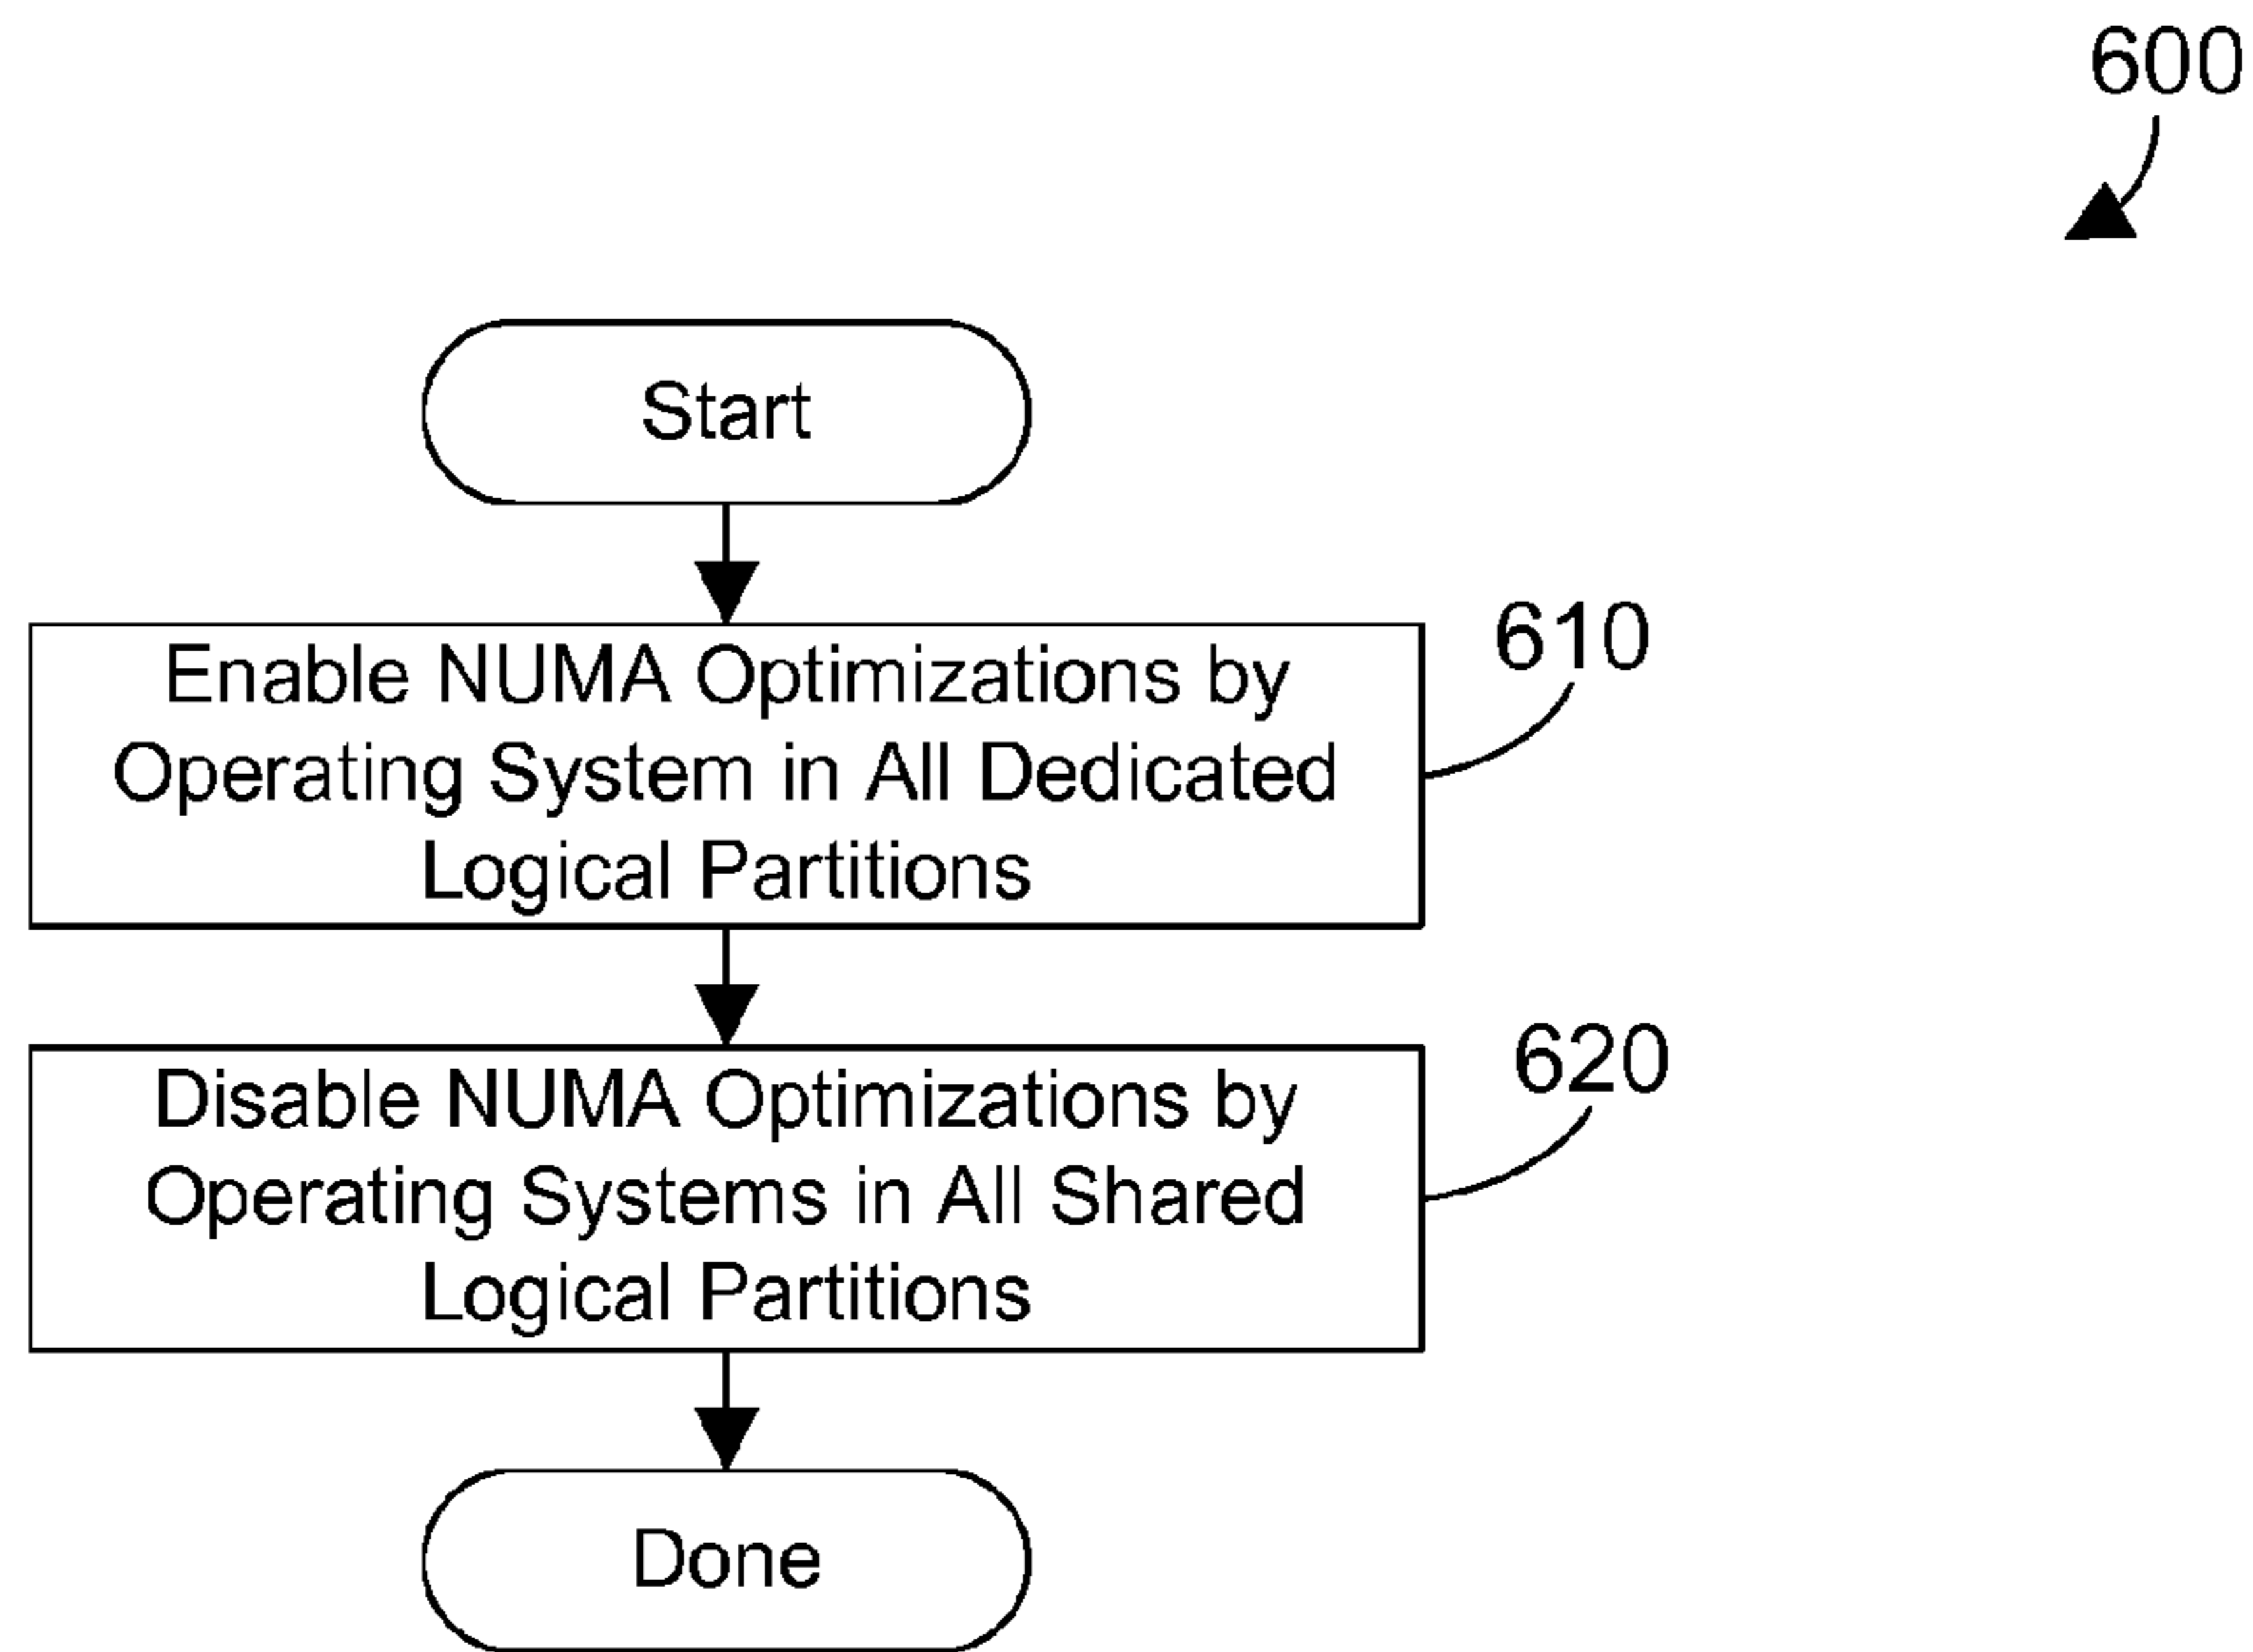 600
Start
Enable NUMA Optimizations by
Operating System in All Dedicated
Logical Partitions
610
Disable NUMA Optimizations by
Operating Systems in All Shared
Logical Partitions
620
Done